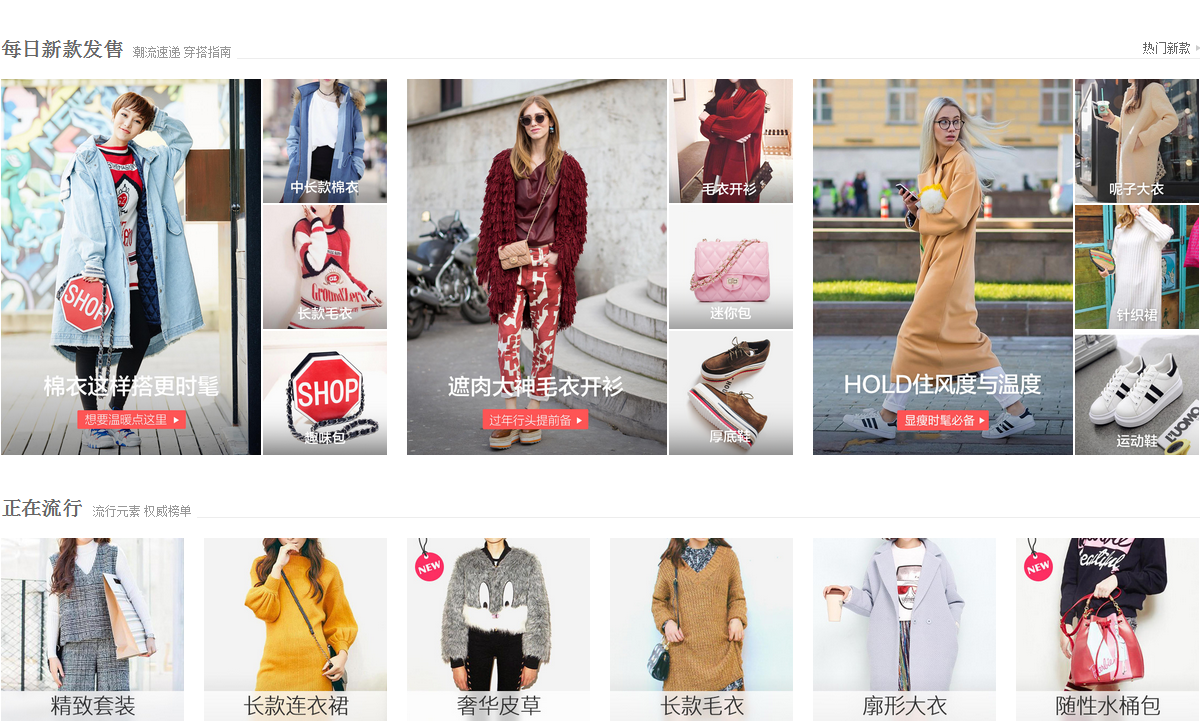 每日新款发售 潮流速递 穿搭指南
热门新款
SHOP
棉衣这样搭更时髦
想要温暖点这里
中长款棉衣
长款毛衣
SHOP
趣味包
遮肉大神毛衣开衫
过年行头提前备
毛衣开衫
迷你包
厚底鞋
HOLD住风度与温度
显瘦时髦必备
呢子大衣
针织裙
运动鞋
L'UOMO
正在流行 流行元素 权威榜单
精致套装
长款连衣裙
NEW
奢华皮草
长款毛衣
廓形大衣
NEW
beautiful
随性水桶包